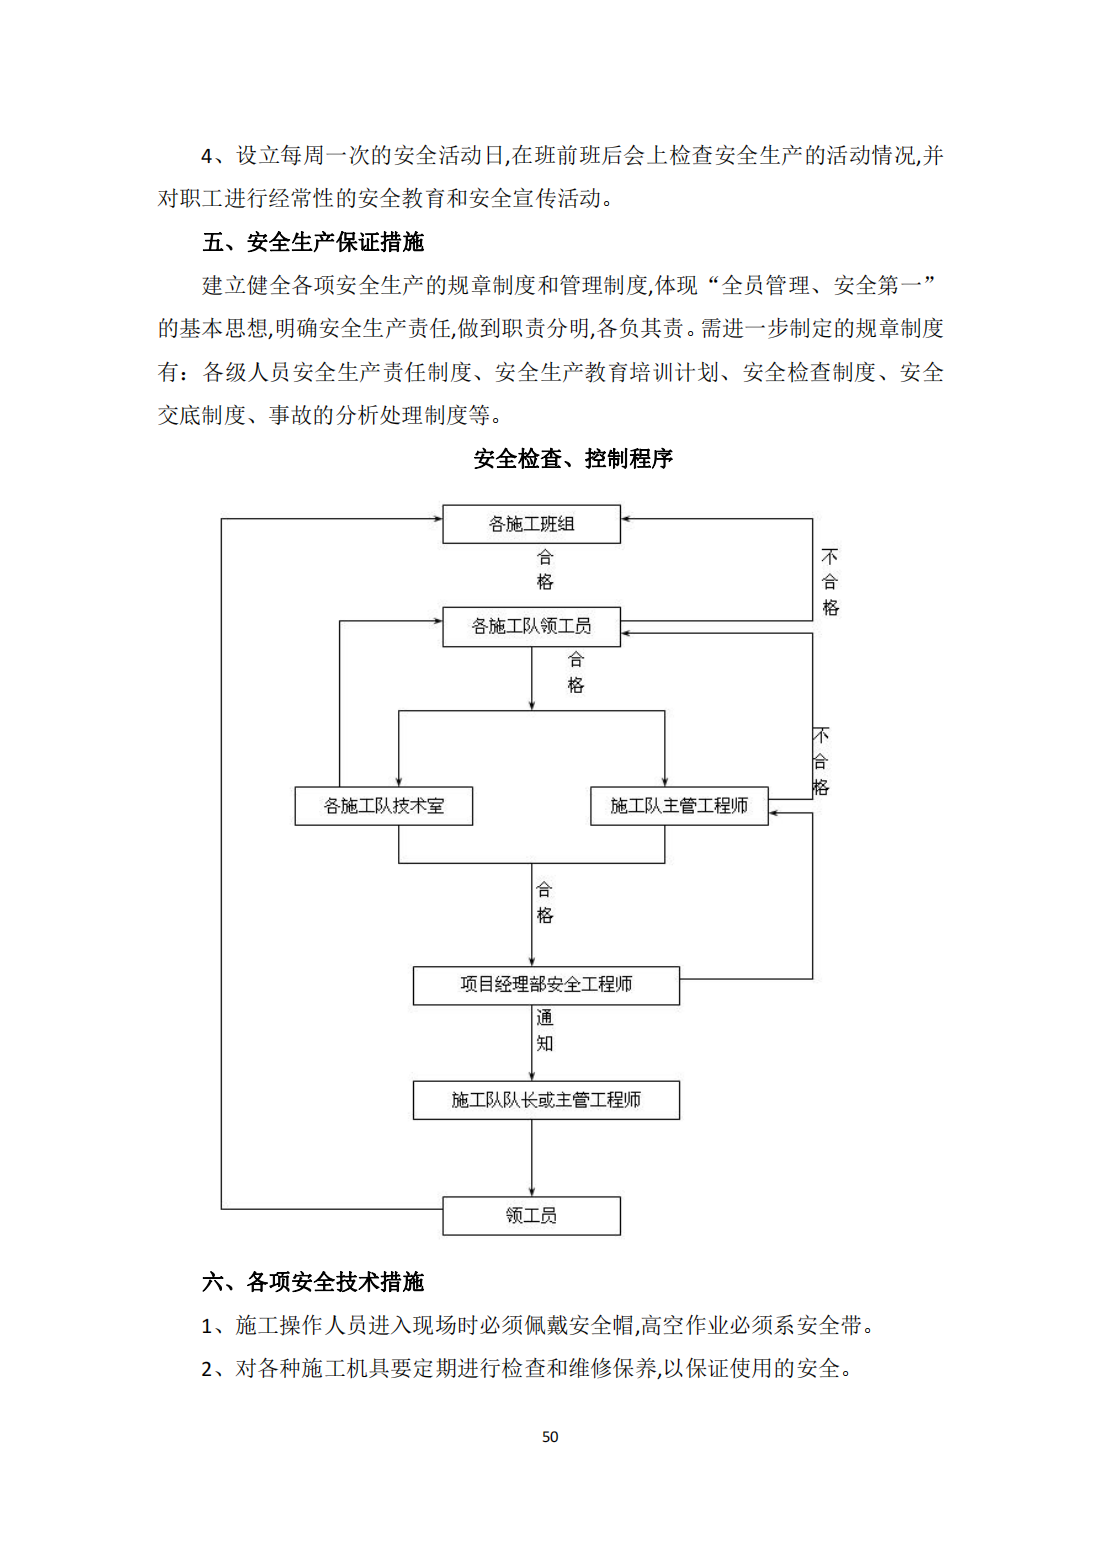 4、设立每周一次的安全活动日,在班前班后会上检查安全生产的活动情况,并
对职工进行经常性的安全教育和安全宣传活动。
五、安全生产保证措施
建立健全各项安全生产的规章制度和管理制度,体现“全员管理、安全第一”
的基本思想,明确安全生产责任,做到职责分明,各负其责。需进一步制定的规章制度
有：各级人员安全生产责任制度、安全生产教育培训计划、安全检查制度、安全
交底制度、事故的分析处理制度等。
安全检查、控制程序
各施工班组
合格
不合格
各施工队领工员
合格
不合格
各施工队技术室
施工队主管工程师
合格
项目经理部安全工程师
通知
施工队队长或主管工程师
领工员
六、各项安全技术措施
1、施工操作人员进入现场时必须佩戴安全帽,高空作业必须系安全带。
2、对各种施工机具要定期进行检查和维修保养,以保证使用的安全。
50